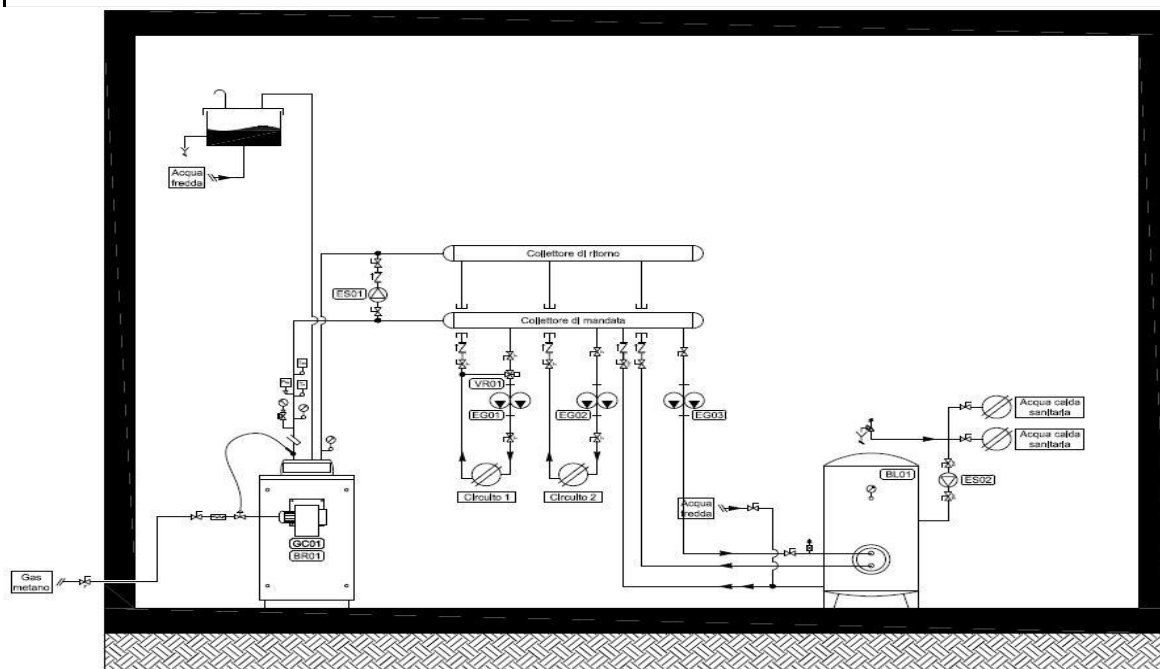 Acqua
fredda
Collettore di ritorno
ES01
Collettore di mandata
VR01
EG01
EG02
EG03
Acqua calda
sanitaria
Acqua calda
sanitaria
BL01
ES02
Circuito 1
Circuito 2
Acqua
fredda
GC01
BR01
Gas
metano